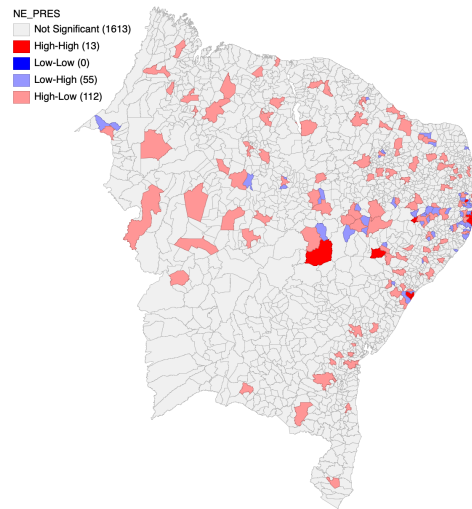 NE_PRES
Not Significant (1613)
High-High (13)
Low-Low (0)
Low-High (55)
High-Low (112)